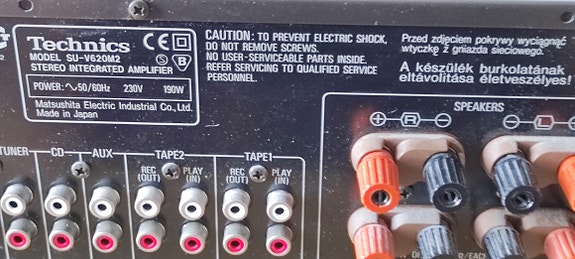 Technics
MODEL SU-V620M2
STEREO INTEGRATED AMPLIFIER
S B
POWER: ∿50/60Hz 230V 190W
Matsushita Electric Industrial Co., Ltd.
Made in Japan
CAUTION: TO PREVENT ELECTRIC SHOCK,
DO NOT REMOVE SCREWS.
NO USER-SERVICEABLE PARTS INSIDE.
REFER SERVICING TO QUALIFIED SERVICE
PERSONNEL.
Przed zdjęciem pokrywy wyciągnąć
wtyczkę z gniazda sieciowego.
A készülék burkolatának
eltávolítása életveszélyes!
SPEAKERS
+ R − − L
TUNER CD AUX TAPE2 TAPE1
REC (OUT) PLAY (IN) REC (OUT) PLAY (IN)